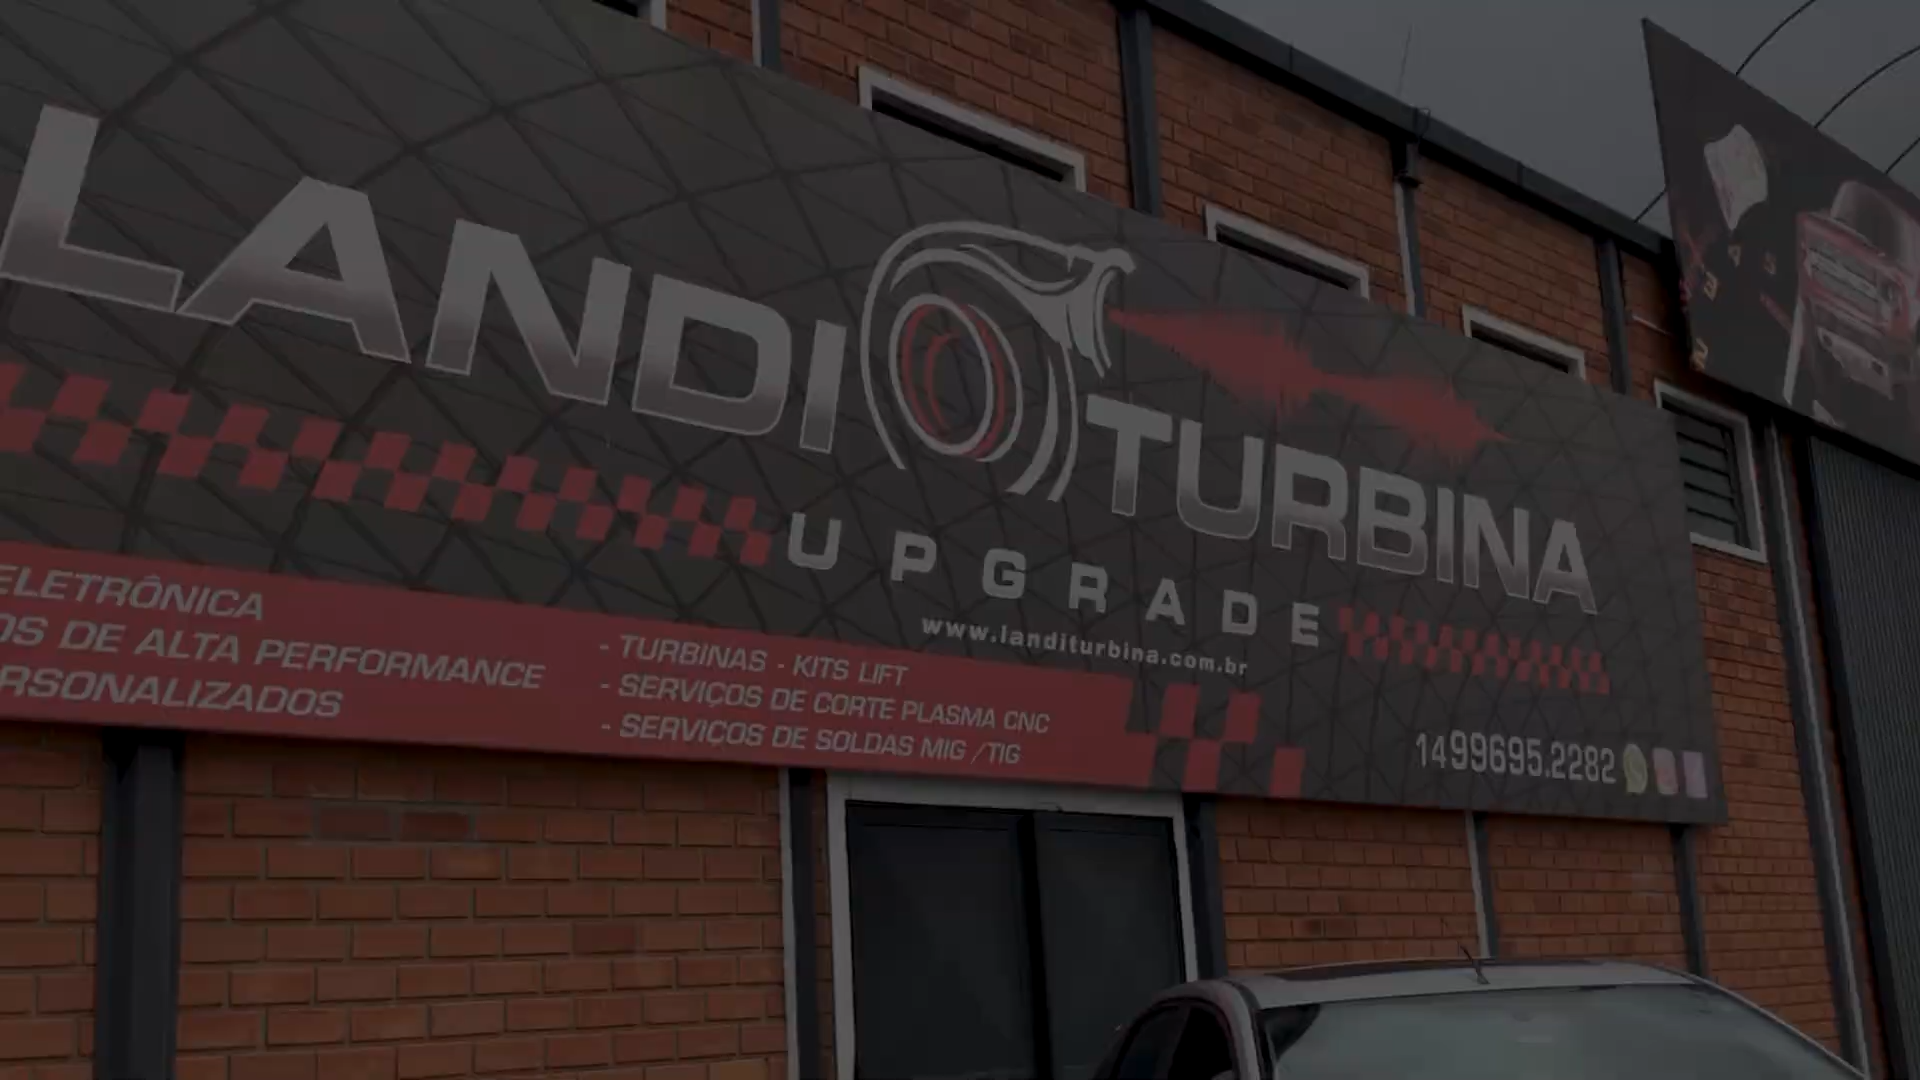 LANDI TURBINA
UPGRADE
www.landiturbina.com.br
ELETRÔNICA
OS DE ALTA PERFORMANCE
RSONALIZADOS
- TURBINAS - KITS LIFT
- SERVIÇOS DE CORTE PLASMA CNC
- SERVIÇOS DE SOLDAS MIG /TIG
14 99695.2282